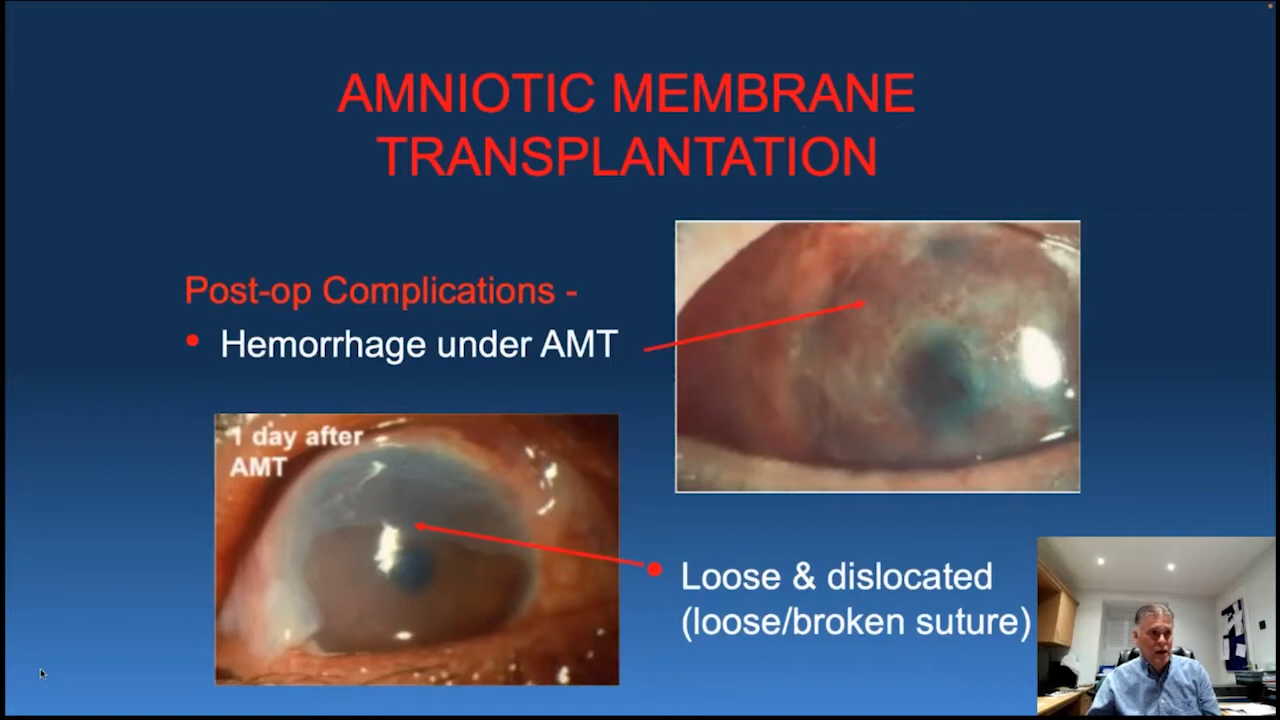 AMNIOTIC MEMBRANE
TRANSPLANTATION
Post-op Complications -
• Hemorrhage under AMT
1 day after
AMT
• Loose & dislocated
(loose/broken suture)